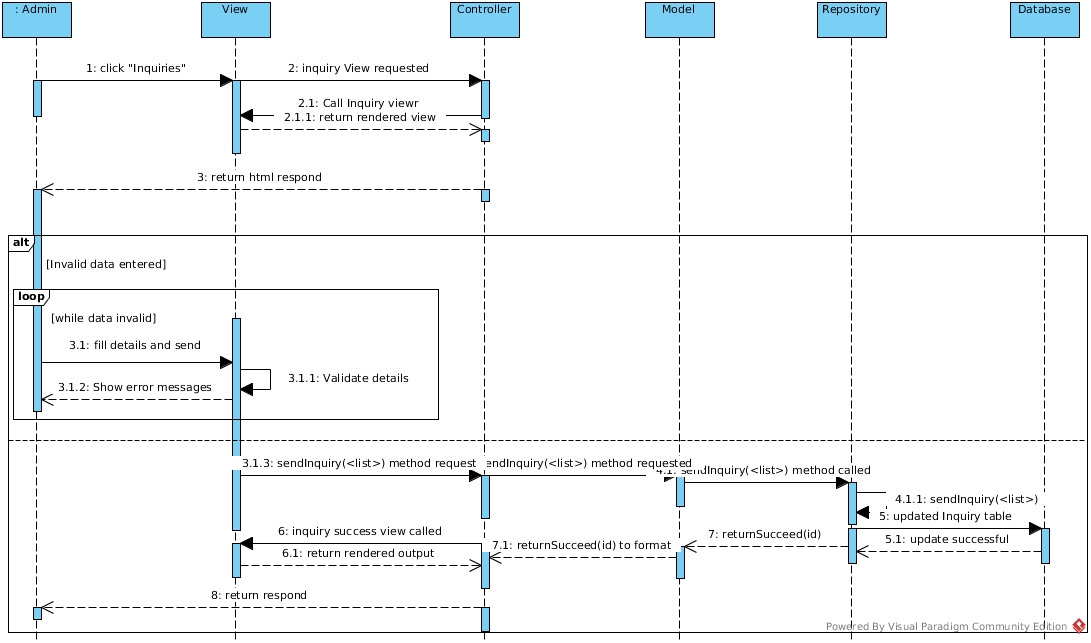 : Admin
View
Controller
Model
Repository
Database
1: click "Inquiries"
2: inquiry View requested
2.1: Call Inquiry viewr
2.1.1: return rendered view
3: return html respond
alt
[Invalid data entered]
loop
[while data invalid]
3.1: fill details and send
3.1.1: Validate details
3.1.2: Show error messages
3.1.3: sendInquiry(<list>) method request
endInquiry(<list>) method requested
4.1: sendInquiry(<list>) method called
4.1.1: sendInquiry(<list>)
5: updated Inquiry table
6: inquiry success view called
7: returnSucceed(id)
5.1: update successful
7.1: returnSucceed(id) to format
6.1: return rendered output
8: return respond
Powered By Visual Paradigm Community Edition